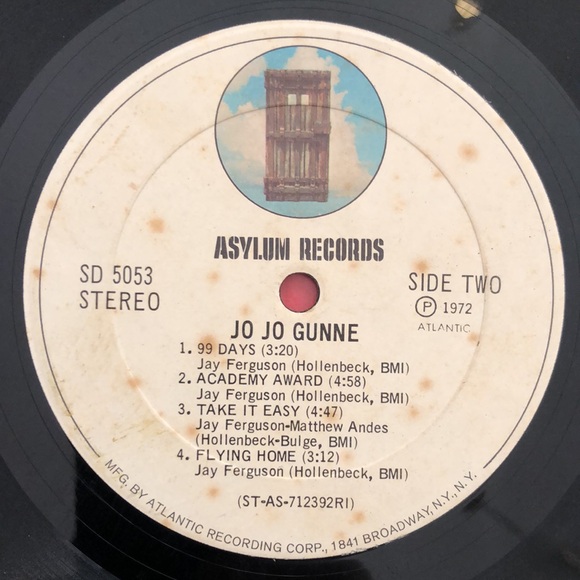 ASYLUM RECORDS
SD 5053
STEREO
SIDE TWO
Ⓟ 1972
ATLANTIC
JO JO GUNNE
1. 99 DAYS (3:20)
Jay Ferguson (Hollenbeck, BMI)
2. ACADEMY AWARD (4:58)
Jay Ferguson (Hollenbeck, BMI)
3. TAKE IT EASY (4:47)
Jay Ferguson-Matthew Andes
(Hollenbeck-Bulge, BMI)
4. FLYING HOME (3:12)
Jay Ferguson (Hollenbeck, BMI)
(ST-AS-712392RI)
MFG. BY ATLANTIC RECORDING CORP., 1841 BROADWAY, N.Y., N.Y.